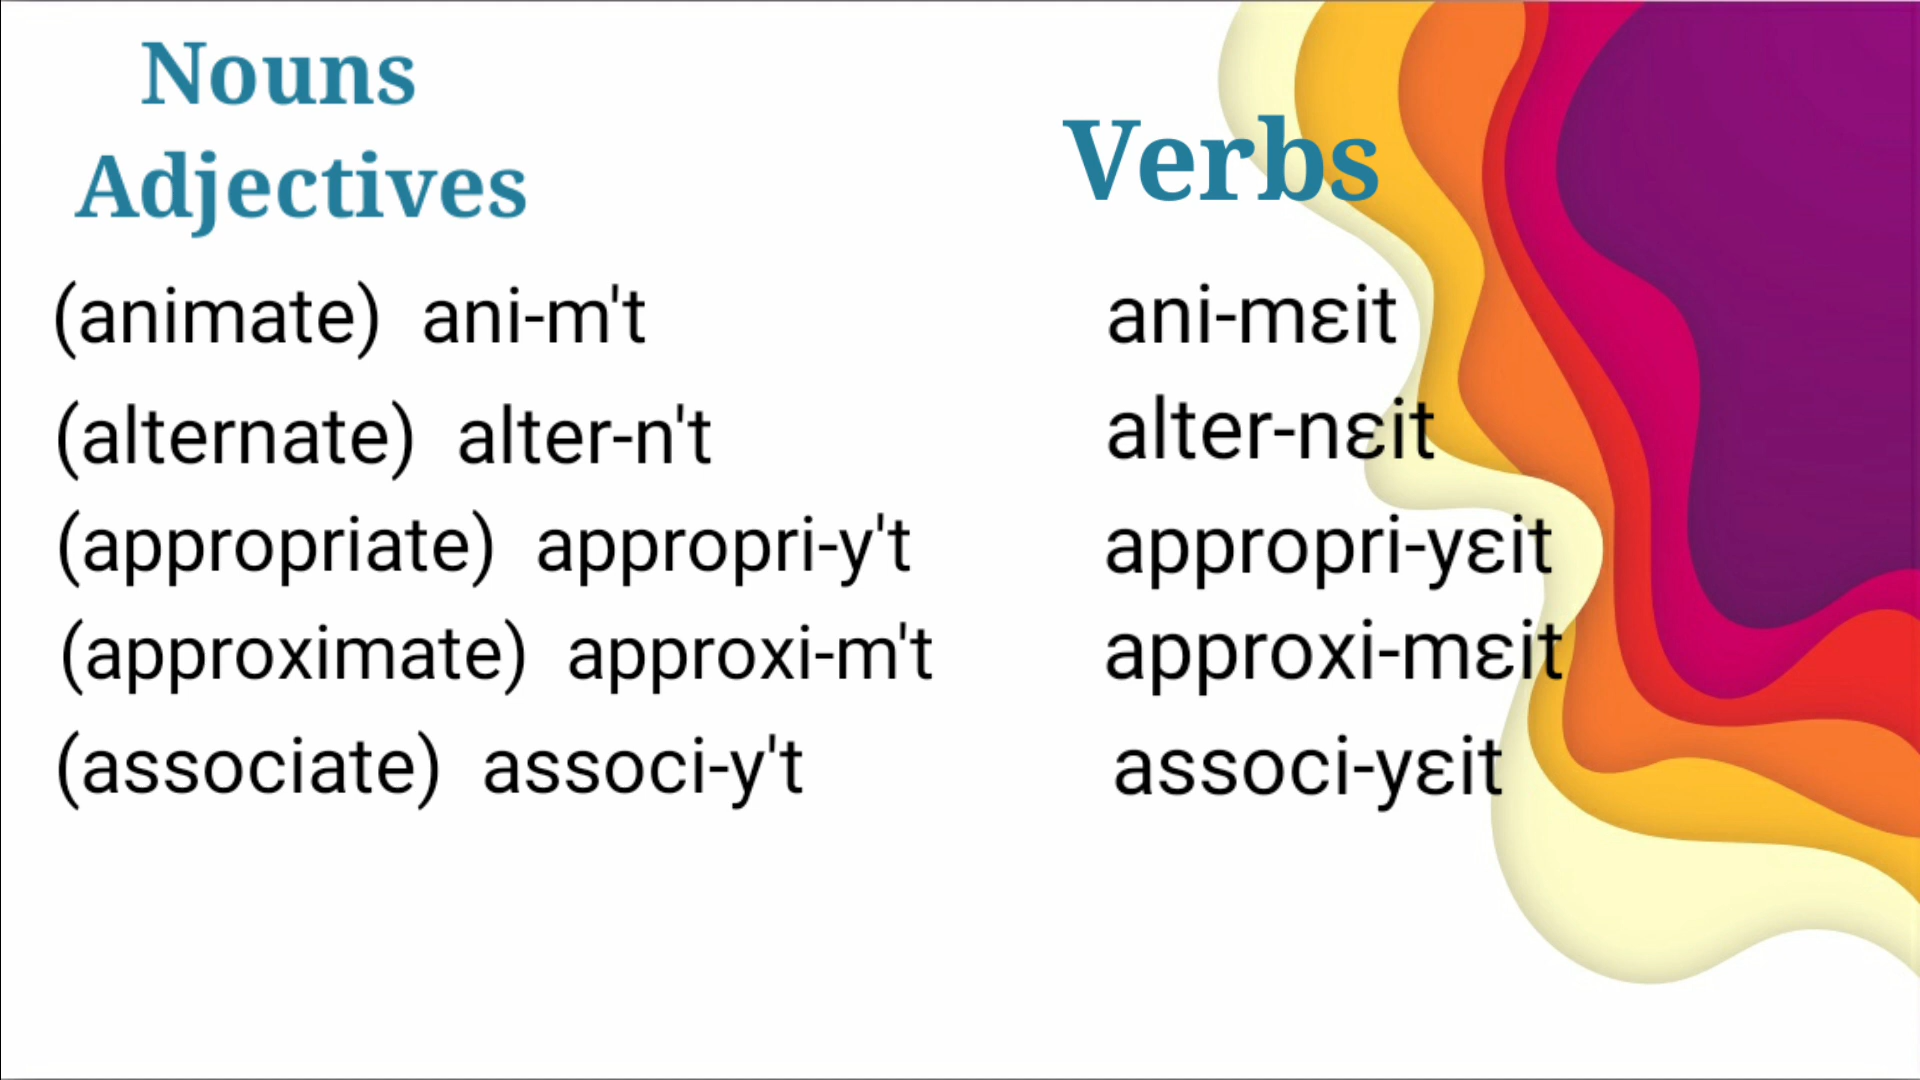 Nouns
Adjectives
Verbs
(animate) ani-m't ani-mɛit
(alternate) alter-n't alter-nɛit
(appropriate) appropri-y't appropri-yɛit
(approximate) approxi-m't approxi-mɛit
(associate) associ-y't associ-yɛit